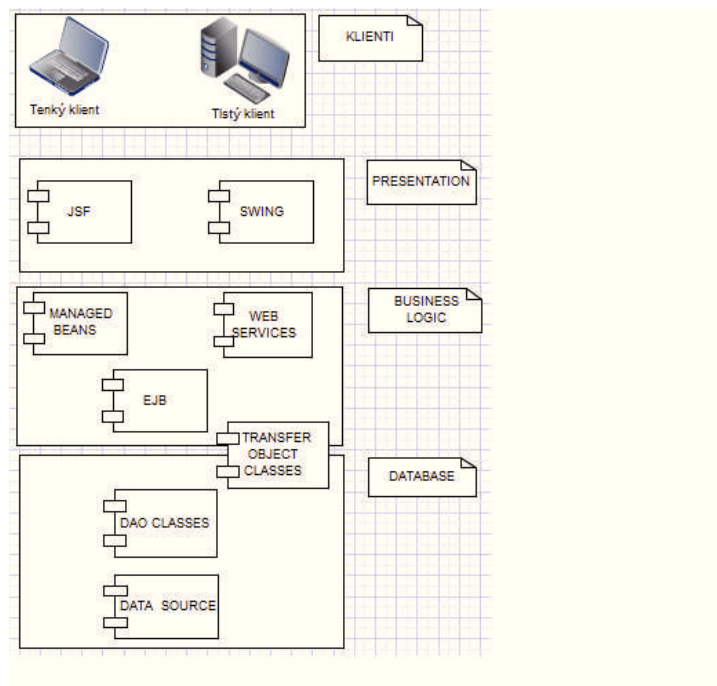 KLIENTI
Tenký klient
Tlstý klient
PRESENTATION
JSF
SWING
BUSINESS
LOGIC
MANAGED
BEANS
WEB
SERVICES
EJB
TRANSFER
OBJECT
CLASSES
DATABASE
DAO CLASSES
DATA SOURCE